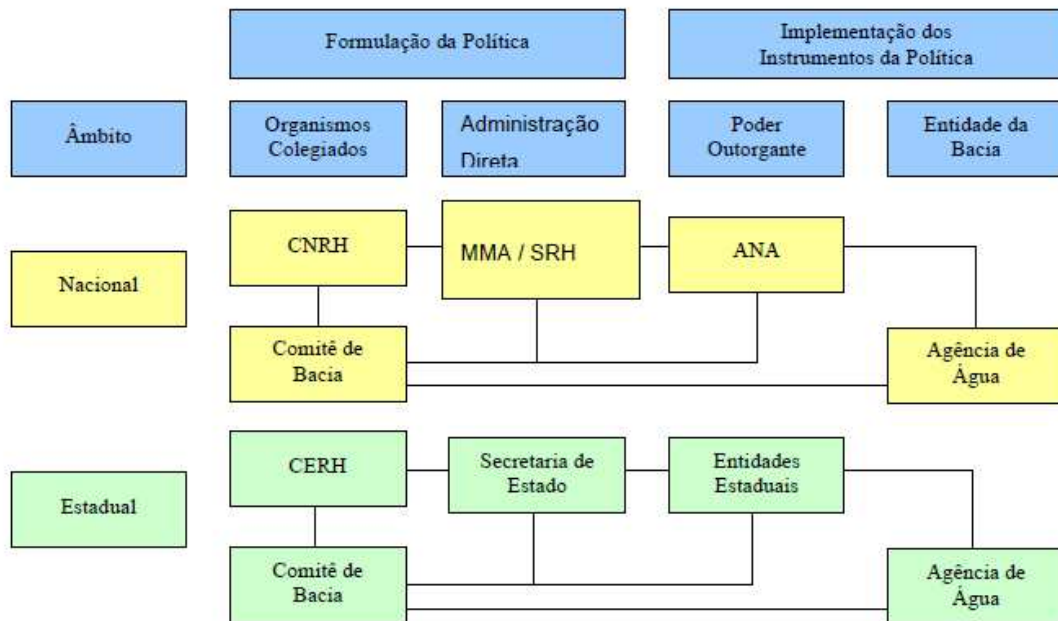 Formulação da Política
Implementação dos
Instrumentos da Política
Âmbito
Organismos
Colegiados
Administração
Direta
Poder
Outorgante
Entidade da
Bacia
Nacional
CNRH
MMA / SRH
ANA
Comitê de
Bacia
Agência de
Água
Estadual
CERH
Secretaria de
Estado
Entidades
Estaduais
Comitê de
Bacia
Agência de
Água